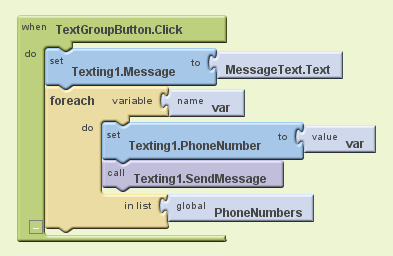 when TextGroupButton.Click
do set Texting1.Message to MessageText.Text
foreach variable name var
do set Texting1.PhoneNumber to value var
call Texting1.SendMessage
in list global PhoneNumbers